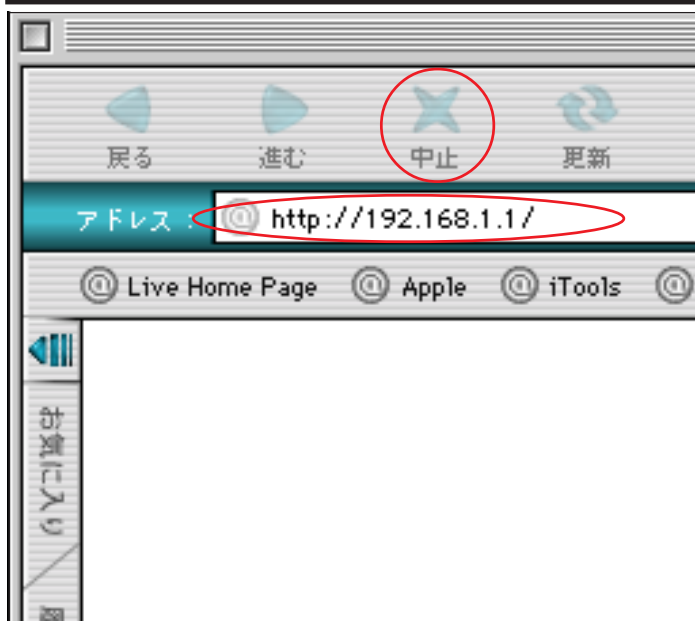 戻る 進む 中止 更新
アドレス : @ http://192.168.1.1/
@ Live Home Page @ Apple @ iTools @
お気に入り